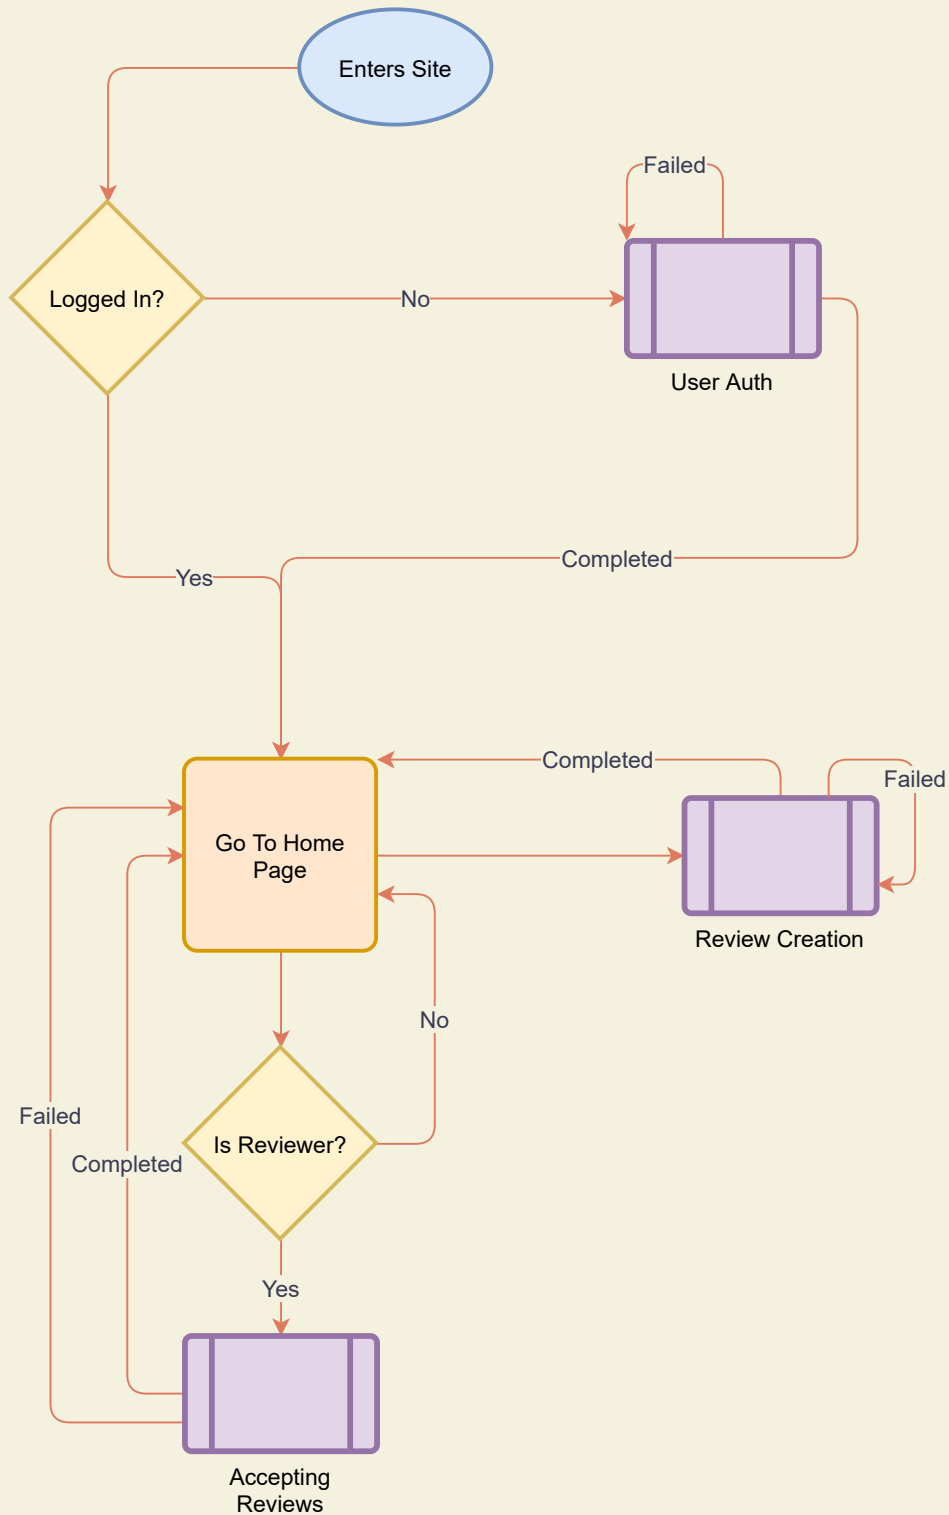 Enters Site
Failed
Logged In?
No
User Auth
Completed
Yes
Completed
Failed
Go To Home
Page
Review Creation
No
Failed
Is Reviewer?
Completed
Yes
Accepting
Reviews